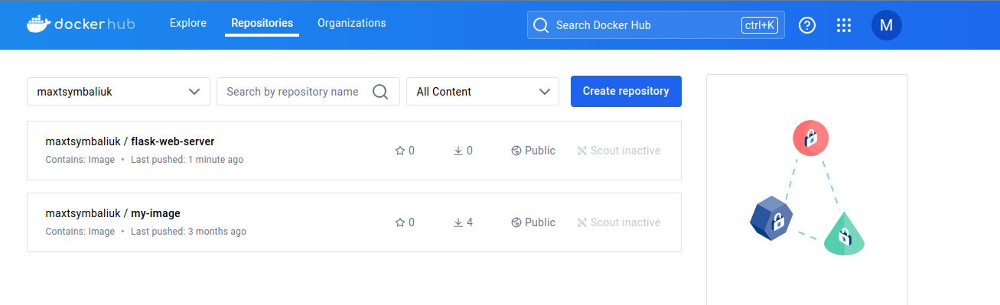 dockerhub Explore Repositories Organizations Search Docker Hub ctrl+K ? M
maxtsymbaliuk Search by repository name All Content Create repository
maxtsymbaliuk / flask-web-server
Contains: Image • Last pushed: 1 minute ago
0 0 Public Scout inactive
maxtsymbaliuk / my-image
Contains: Image • Last pushed: 3 months ago
0 4 Public Scout inactive